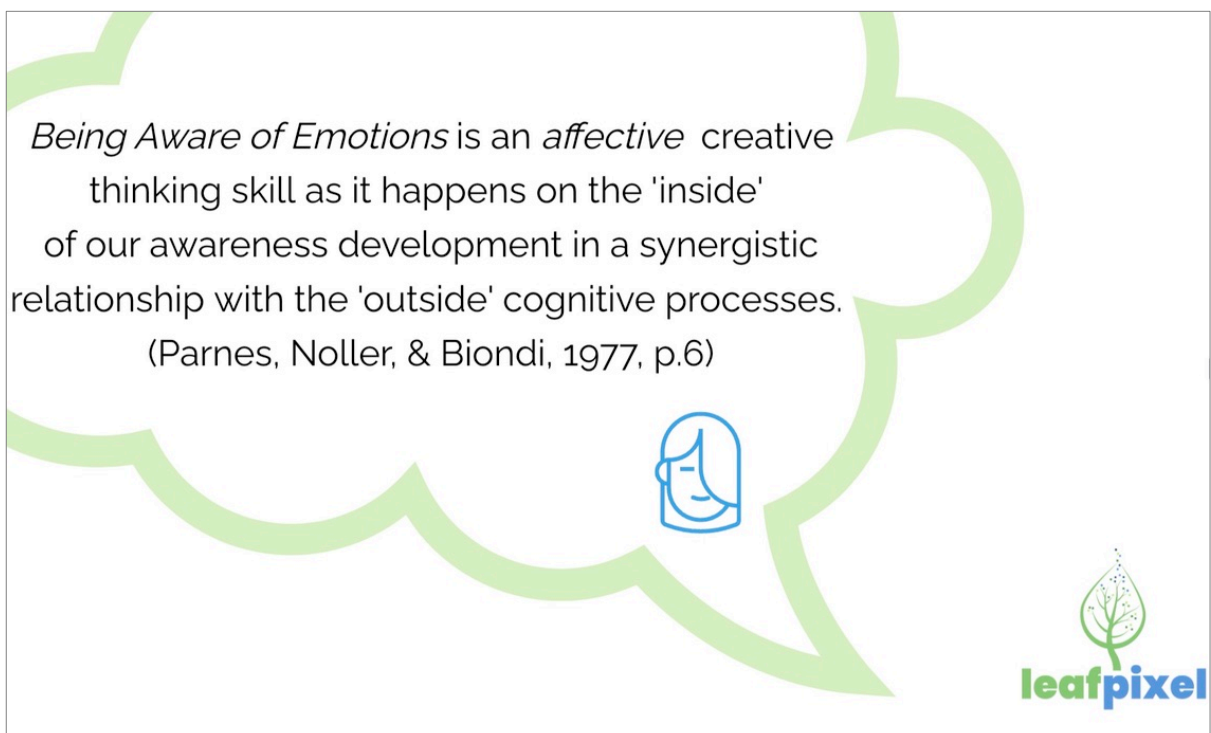 Being Aware of Emotions is an affective creative
thinking skill as it happens on the 'inside'
of our awareness development in a synergistic
relationship with the 'outside' cognitive processes.
(Parnes, Noller, & Biondi, 1977, p.6)
leafpixel